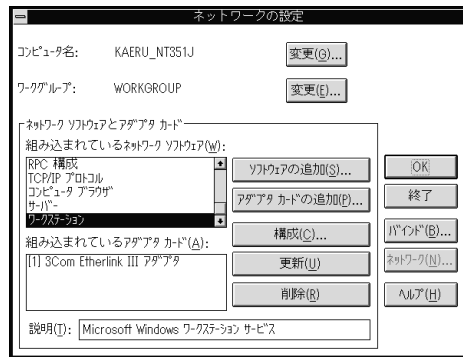 ネットワークの設定
コンピュータ名: KAERU_NT351J
変更(G)...
ワークグループ: WORKGROUP
変更(E)...
ネットワーク ソフトウェアとアダプタ カード
組み込まれているネットワーク ソフトウェア(W):
RPC 構成
TCP/IP プロトコル
コンピュータ ブラウザ
サーバー
ワークステーション
組み込まれているアダプタ カード(A):
[1] 3Com Etherlink III アダプタ
ソフトウェアの追加(S)...
アダプタ カードの追加(P)...
構成(C)...
更新(U)
削除(R)
説明(T): Microsoft Windows ワークステーション サービス
OK
終了
バインド(B)...
ネットワーク(N)...
ヘルプ(H)